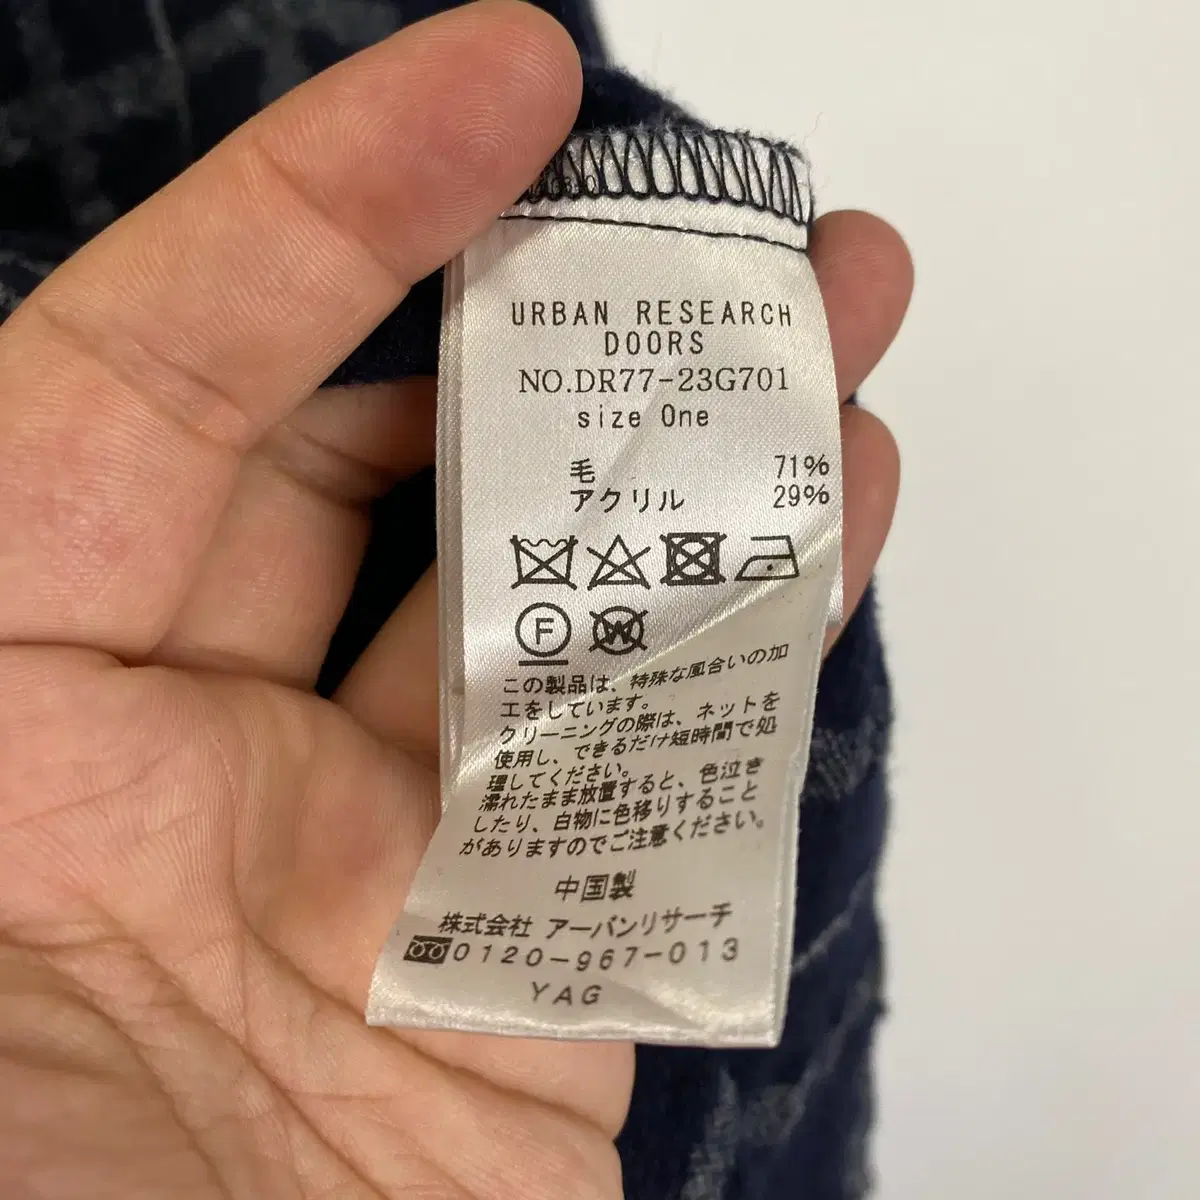 URBAN RESEARCH
DOORS
NO.DR77-23G701
size One
毛 71%
アクリル 29%
F
W
この製品は、特殊な風合いの加
工をしています。
クリーニングの際は、ネットを
使用し、できるだけ短時間で処
理してください。
濡れたまま放置すると、色泣き
したり、白物に色移りすること
がありますのでご注意ください。
中国製
株式会社 アーバンリサーチ
0120-967-013
YAG